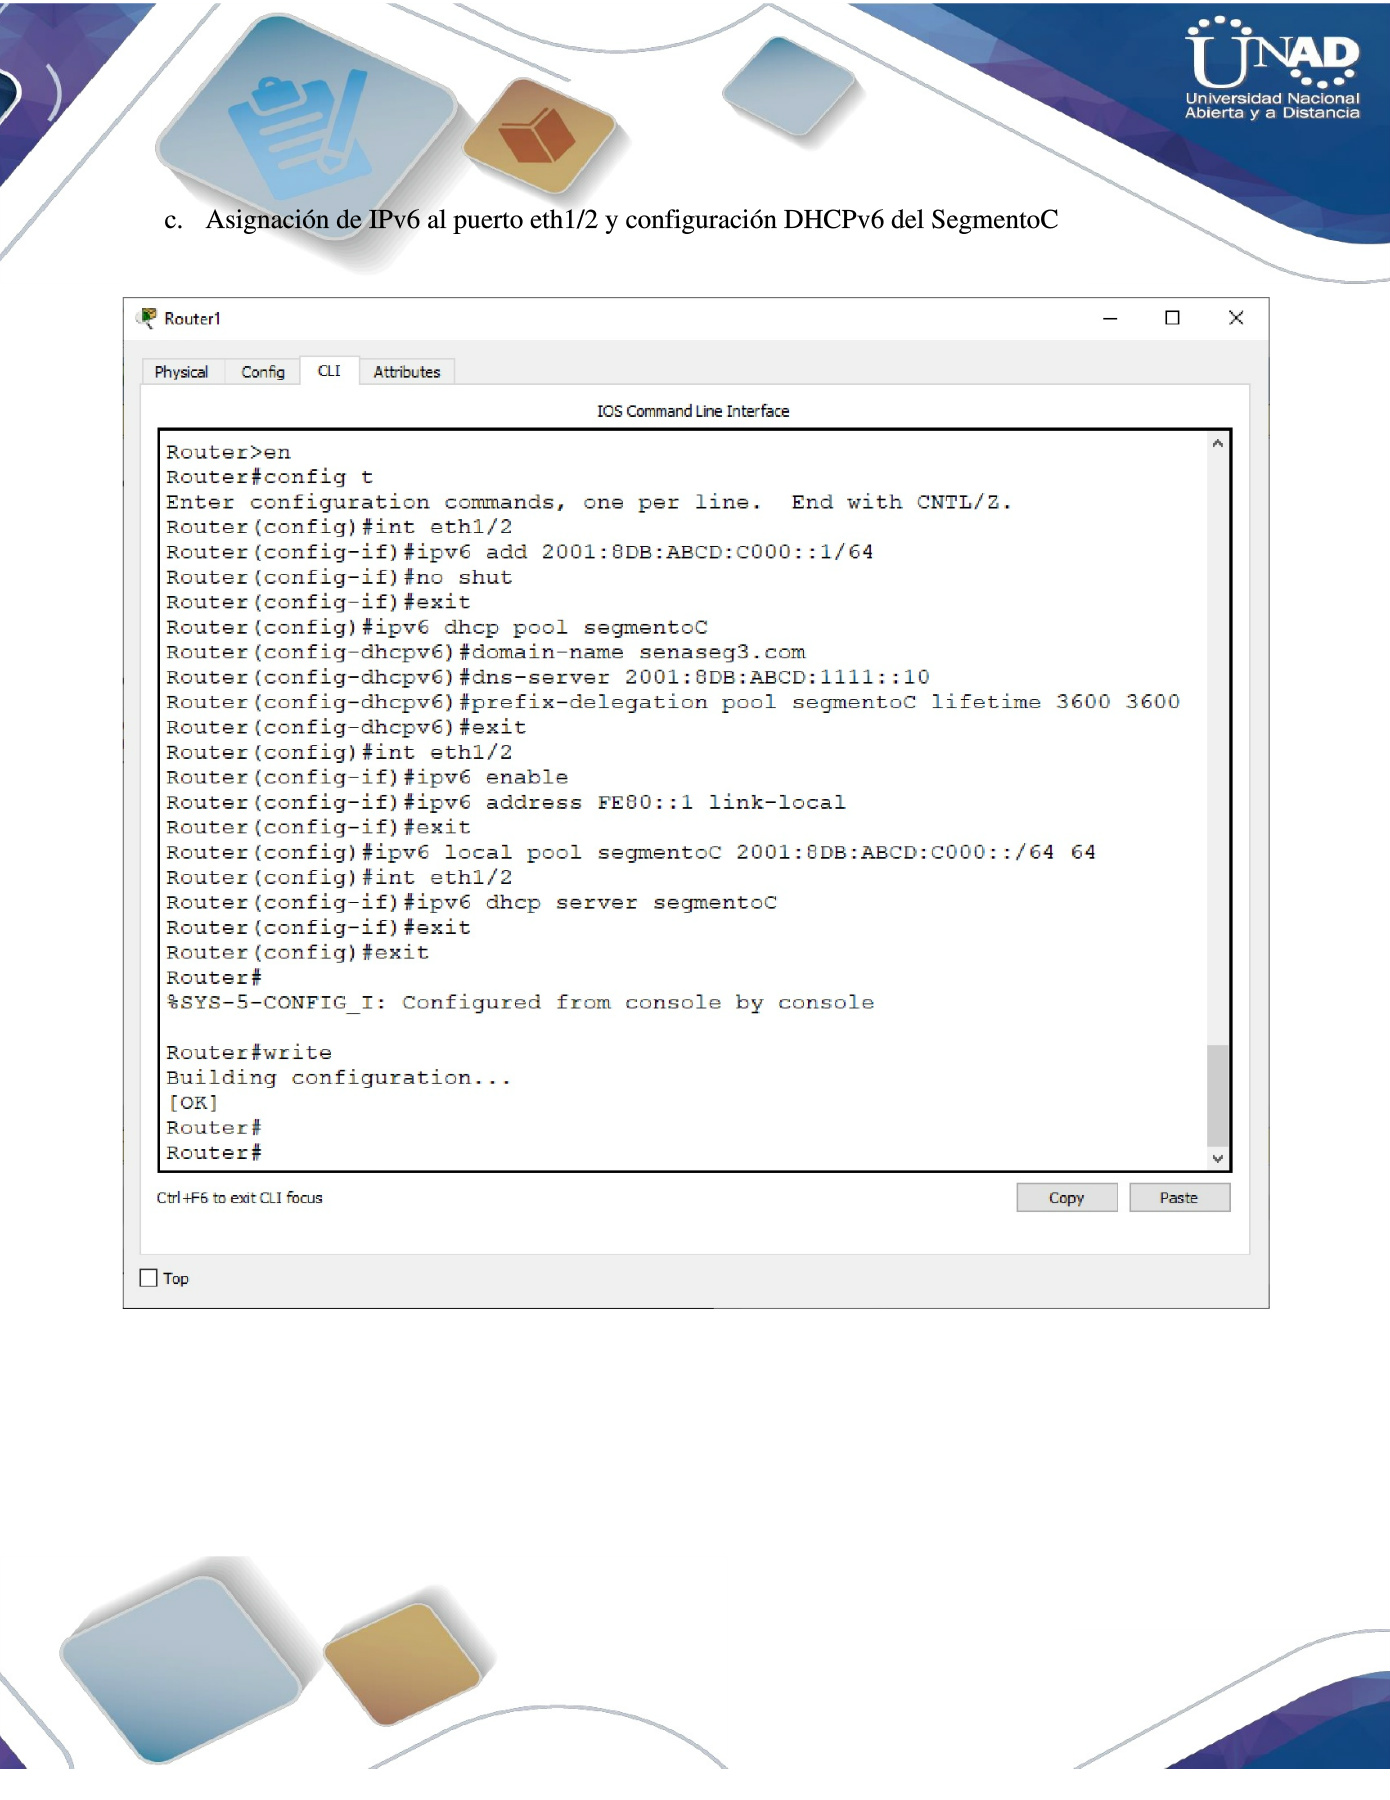 UNAD
Universidad Nacional
Abierta y a Distancia
c. Asignación de IPv6 al puerto eth1/2 y configuración DHCPv6 del SegmentoC
Router1
Physical Config CLI Attributes
IOS Command Line Interface
Router>en
Router#config t
Enter configuration commands, one per line.  End with CNTL/Z.
Router(config)#int eth1/2
Router(config-if)#ipv6 add 2001:8DB:ABCD:C000::1/64
Router(config-if)#no shut
Router(config-if)#exit
Router(config)#ipv6 dhcp pool segmentoC
Router(config-dhcpv6)#domain-name senaseg3.com
Router(config-dhcpv6)#dns-server 2001:8DB:ABCD:1111::10
Router(config-dhcpv6)#prefix-delegation pool segmentoC lifetime 3600 3600
Router(config-dhcpv6)#exit
Router(config)#int eth1/2
Router(config-if)#ipv6 enable
Router(config-if)#ipv6 address FE80::1 link-local
Router(config-if)#exit
Router(config)#ipv6 local pool segmentoC 2001:8DB:ABCD:C000::/64 64
Router(config)#int eth1/2
Router(config-if)#ipv6 dhcp server segmentoC
Router(config-if)#exit
Router(config)#exit
Router#
%SYS-5-CONFIG_I: Configured from console by console
Router#write
Building configuration...
[OK]
Router#
Router#
Ctrl+F6 to exit CLI focus
Copy Paste
Top